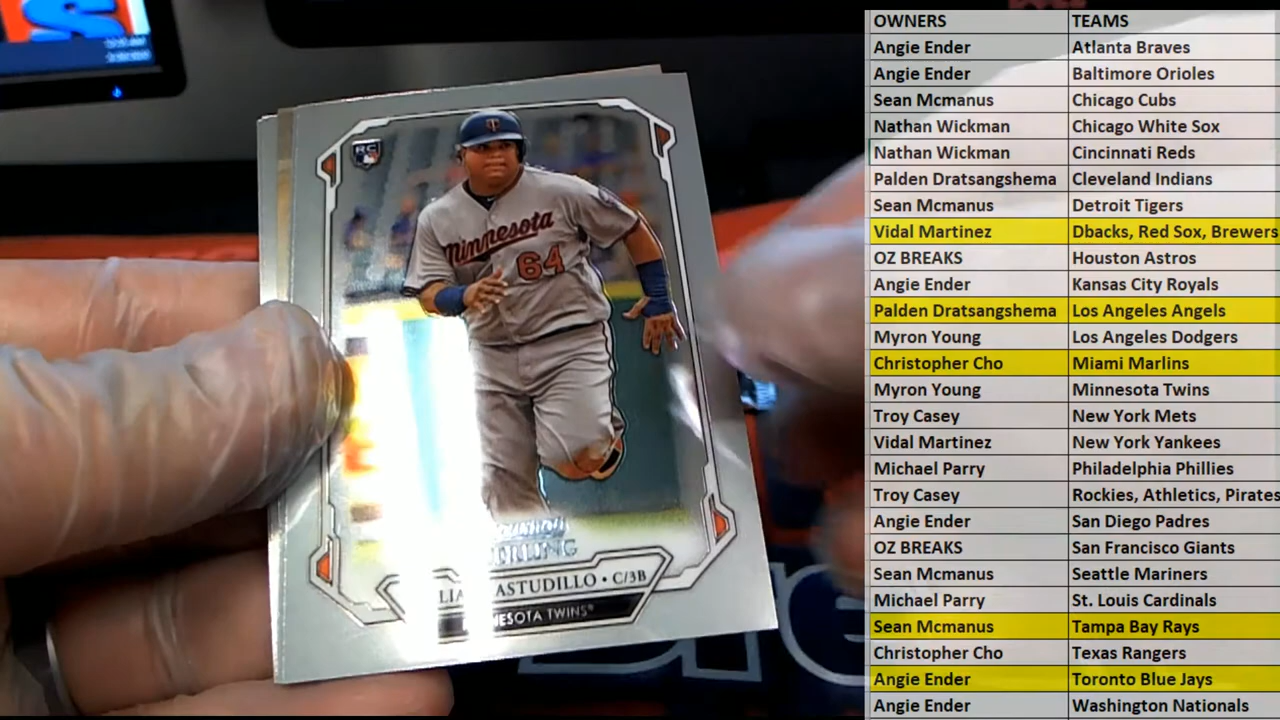 RC
T
Minnesota
64
ASTUDILLO • C/3B
NESOTA TWINS
OWNERS TEAMS
Angie Ender Atlanta Braves
Angie Ender Baltimore Orioles
Sean Mcmanus Chicago Cubs
Nathan Wickman Chicago White Sox
Nathan Wickman Cincinnati Reds
Palden Dratsangshema Cleveland Indians
Sean Mcmanus Detroit Tigers
Vidal Martinez Dbacks, Red Sox, Brewers
OZ BREAKS Houston Astros
Angie Ender Kansas City Royals
Palden Dratsangshema Los Angeles Angels
Myron Young Los Angeles Dodgers
Christopher Cho Miami Marlins
Myron Young Minnesota Twins
Troy Casey New York Mets
Vidal Martinez New York Yankees
Michael Parry Philadelphia Phillies
Troy Casey Rockies, Athletics, Pirates
Angie Ender San Diego Padres
OZ BREAKS San Francisco Giants
Sean Mcmanus Seattle Mariners
Michael Parry St. Louis Cardinals
Sean Mcmanus Tampa Bay Rays
Christopher Cho Texas Rangers
Angie Ender Toronto Blue Jays
Angie Ender Washington Nationals